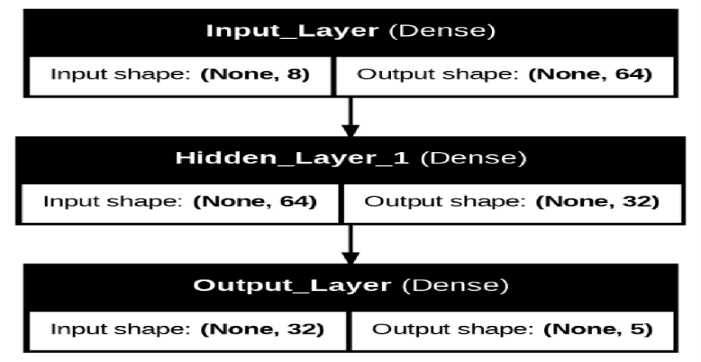 Input_Layer (Dense)
Input shape: (None, 8) Output shape: (None, 64)
Hidden_Layer_1 (Dense)
Input shape: (None, 64) Output shape: (None, 32)
Output_Layer (Dense)
Input shape: (None, 32) Output shape: (None, 5)